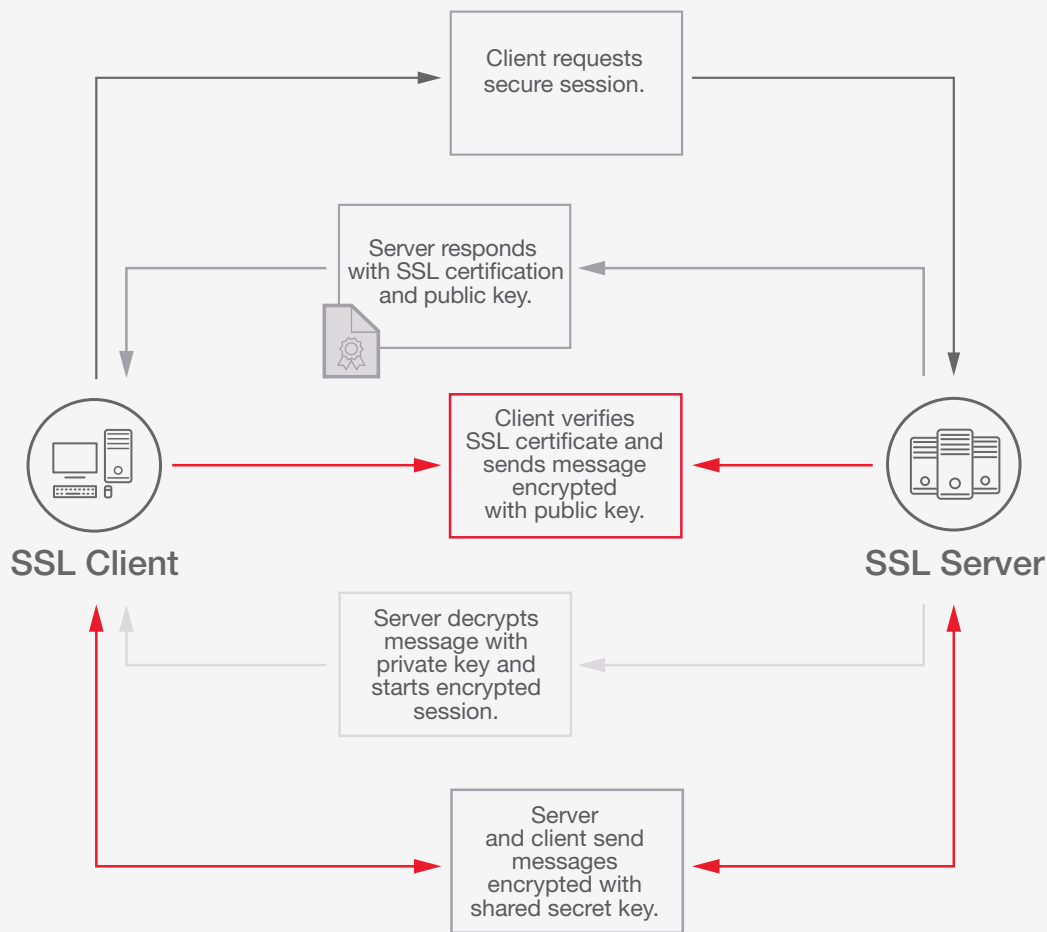 Client requests
secure session.
Server responds
with SSL certification
and public key.
Client verifies
SSL certificate and
sends message
encrypted
with public key.
SSL Client
SSL Server
Server decrypts
message with
private key and
starts encrypted
session.
Server
and client send
messages
encrypted with
shared secret key.